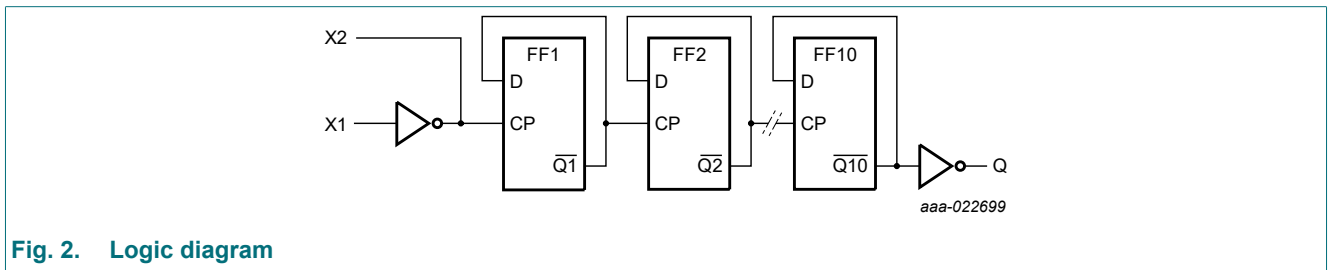 X2
X1
FF1
D
CP
Q1
FF2
D
CP
Q2
FF10
D
CP
Q10
Q
aaa-022699
Fig. 2. Logic diagram